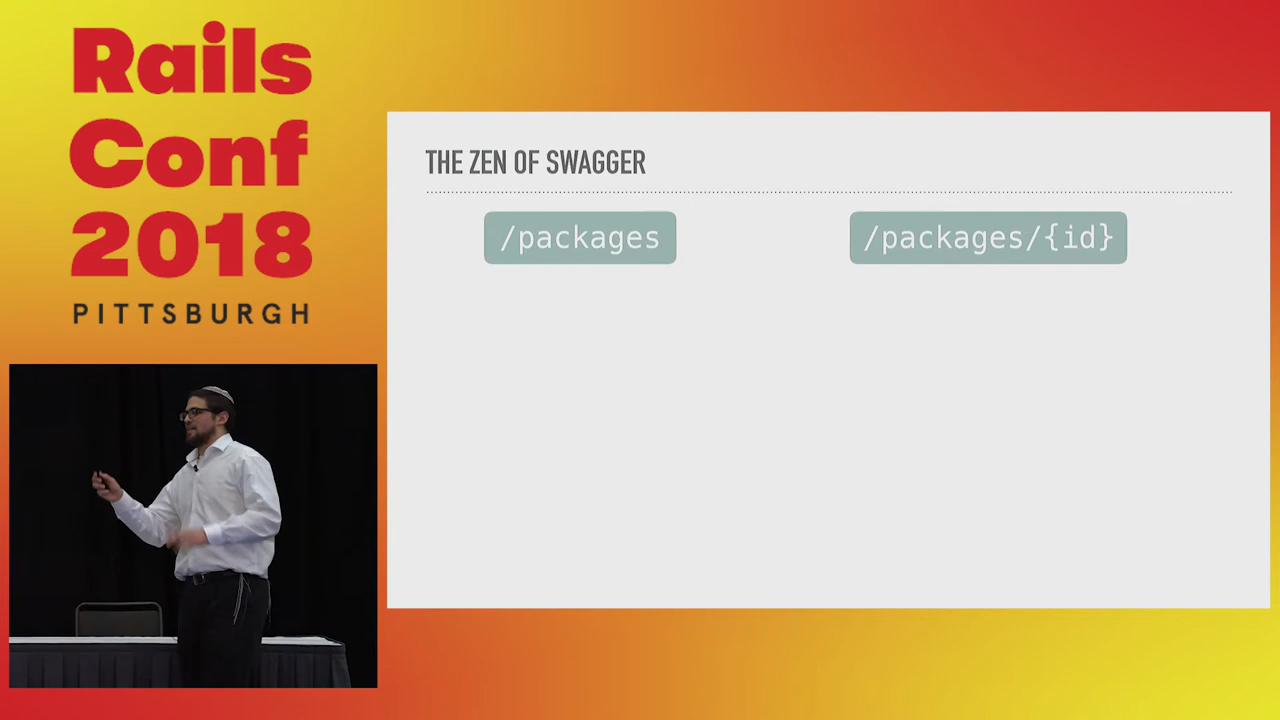 Rails
Conf
2018
PITTSBURGH
THE ZEN OF SWAGGER
/packages
/packages/{id}